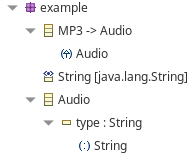 example
MP3 -> Audio
Audio
String [java.lang.String]
Audio
type : String
String